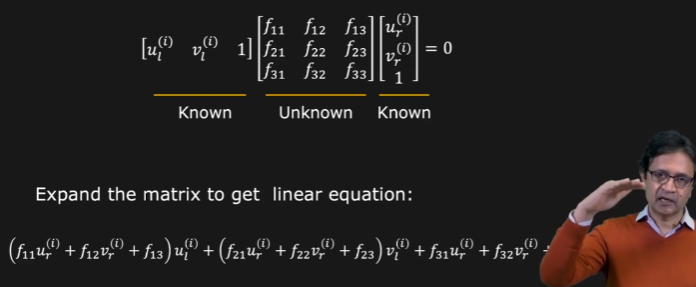 [u_l^(i) v_l^(i) 1] [f11 f12 f13; f21 f22 f23; f31 f32 f33] [u_r^(i); v_r^(i); 1] = 0
Known Unknown Known
Expand the matrix to get linear equation:
(f11 u_r^(i) + f12 v_r^(i) + f13) u_l^(i) + (f21 u_r^(i) + f22 v_r^(i) + f23) v_l^(i) + f31 u_r^(i) + f32 v_r^(i) +